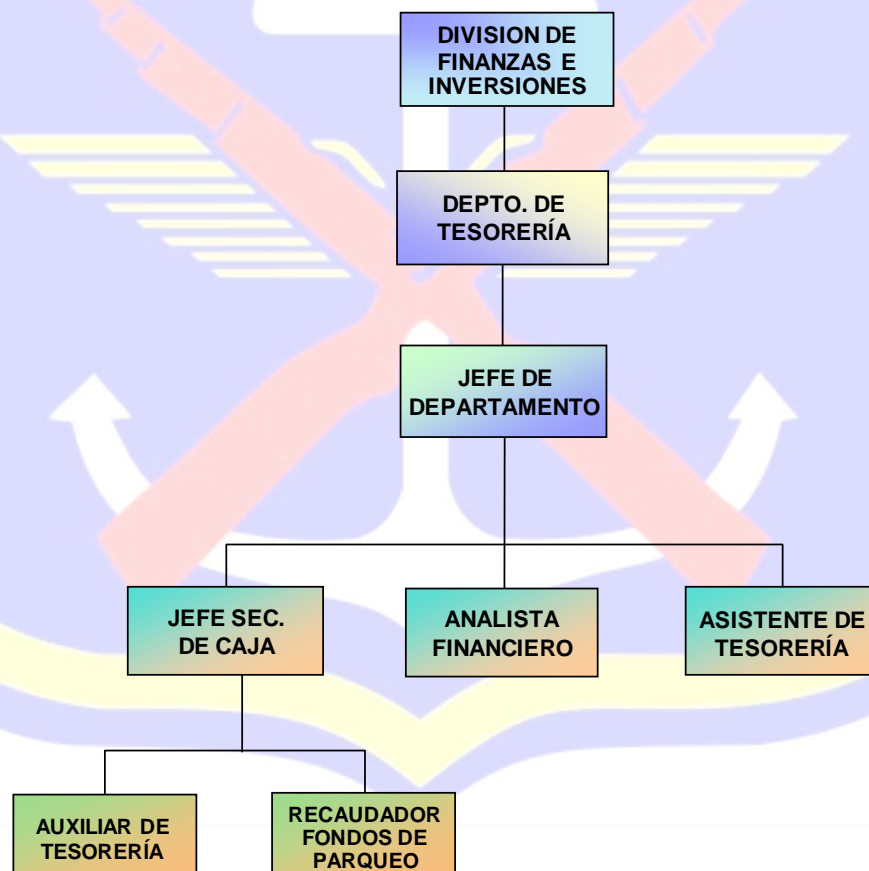 DIVISION DE
FINANZAS E
INVERSIONES
DEPTO. DE
TESORERÍA
JEFE DE
DEPARTAMENTO
JEFE SEC.
DE CAJA
ANALISTA
FINANCIERO
ASISTENTE DE
TESORERÍA
AUXILIAR DE
TESORERÍA
RECAUDADOR
FONDOS DE
PARQUEO